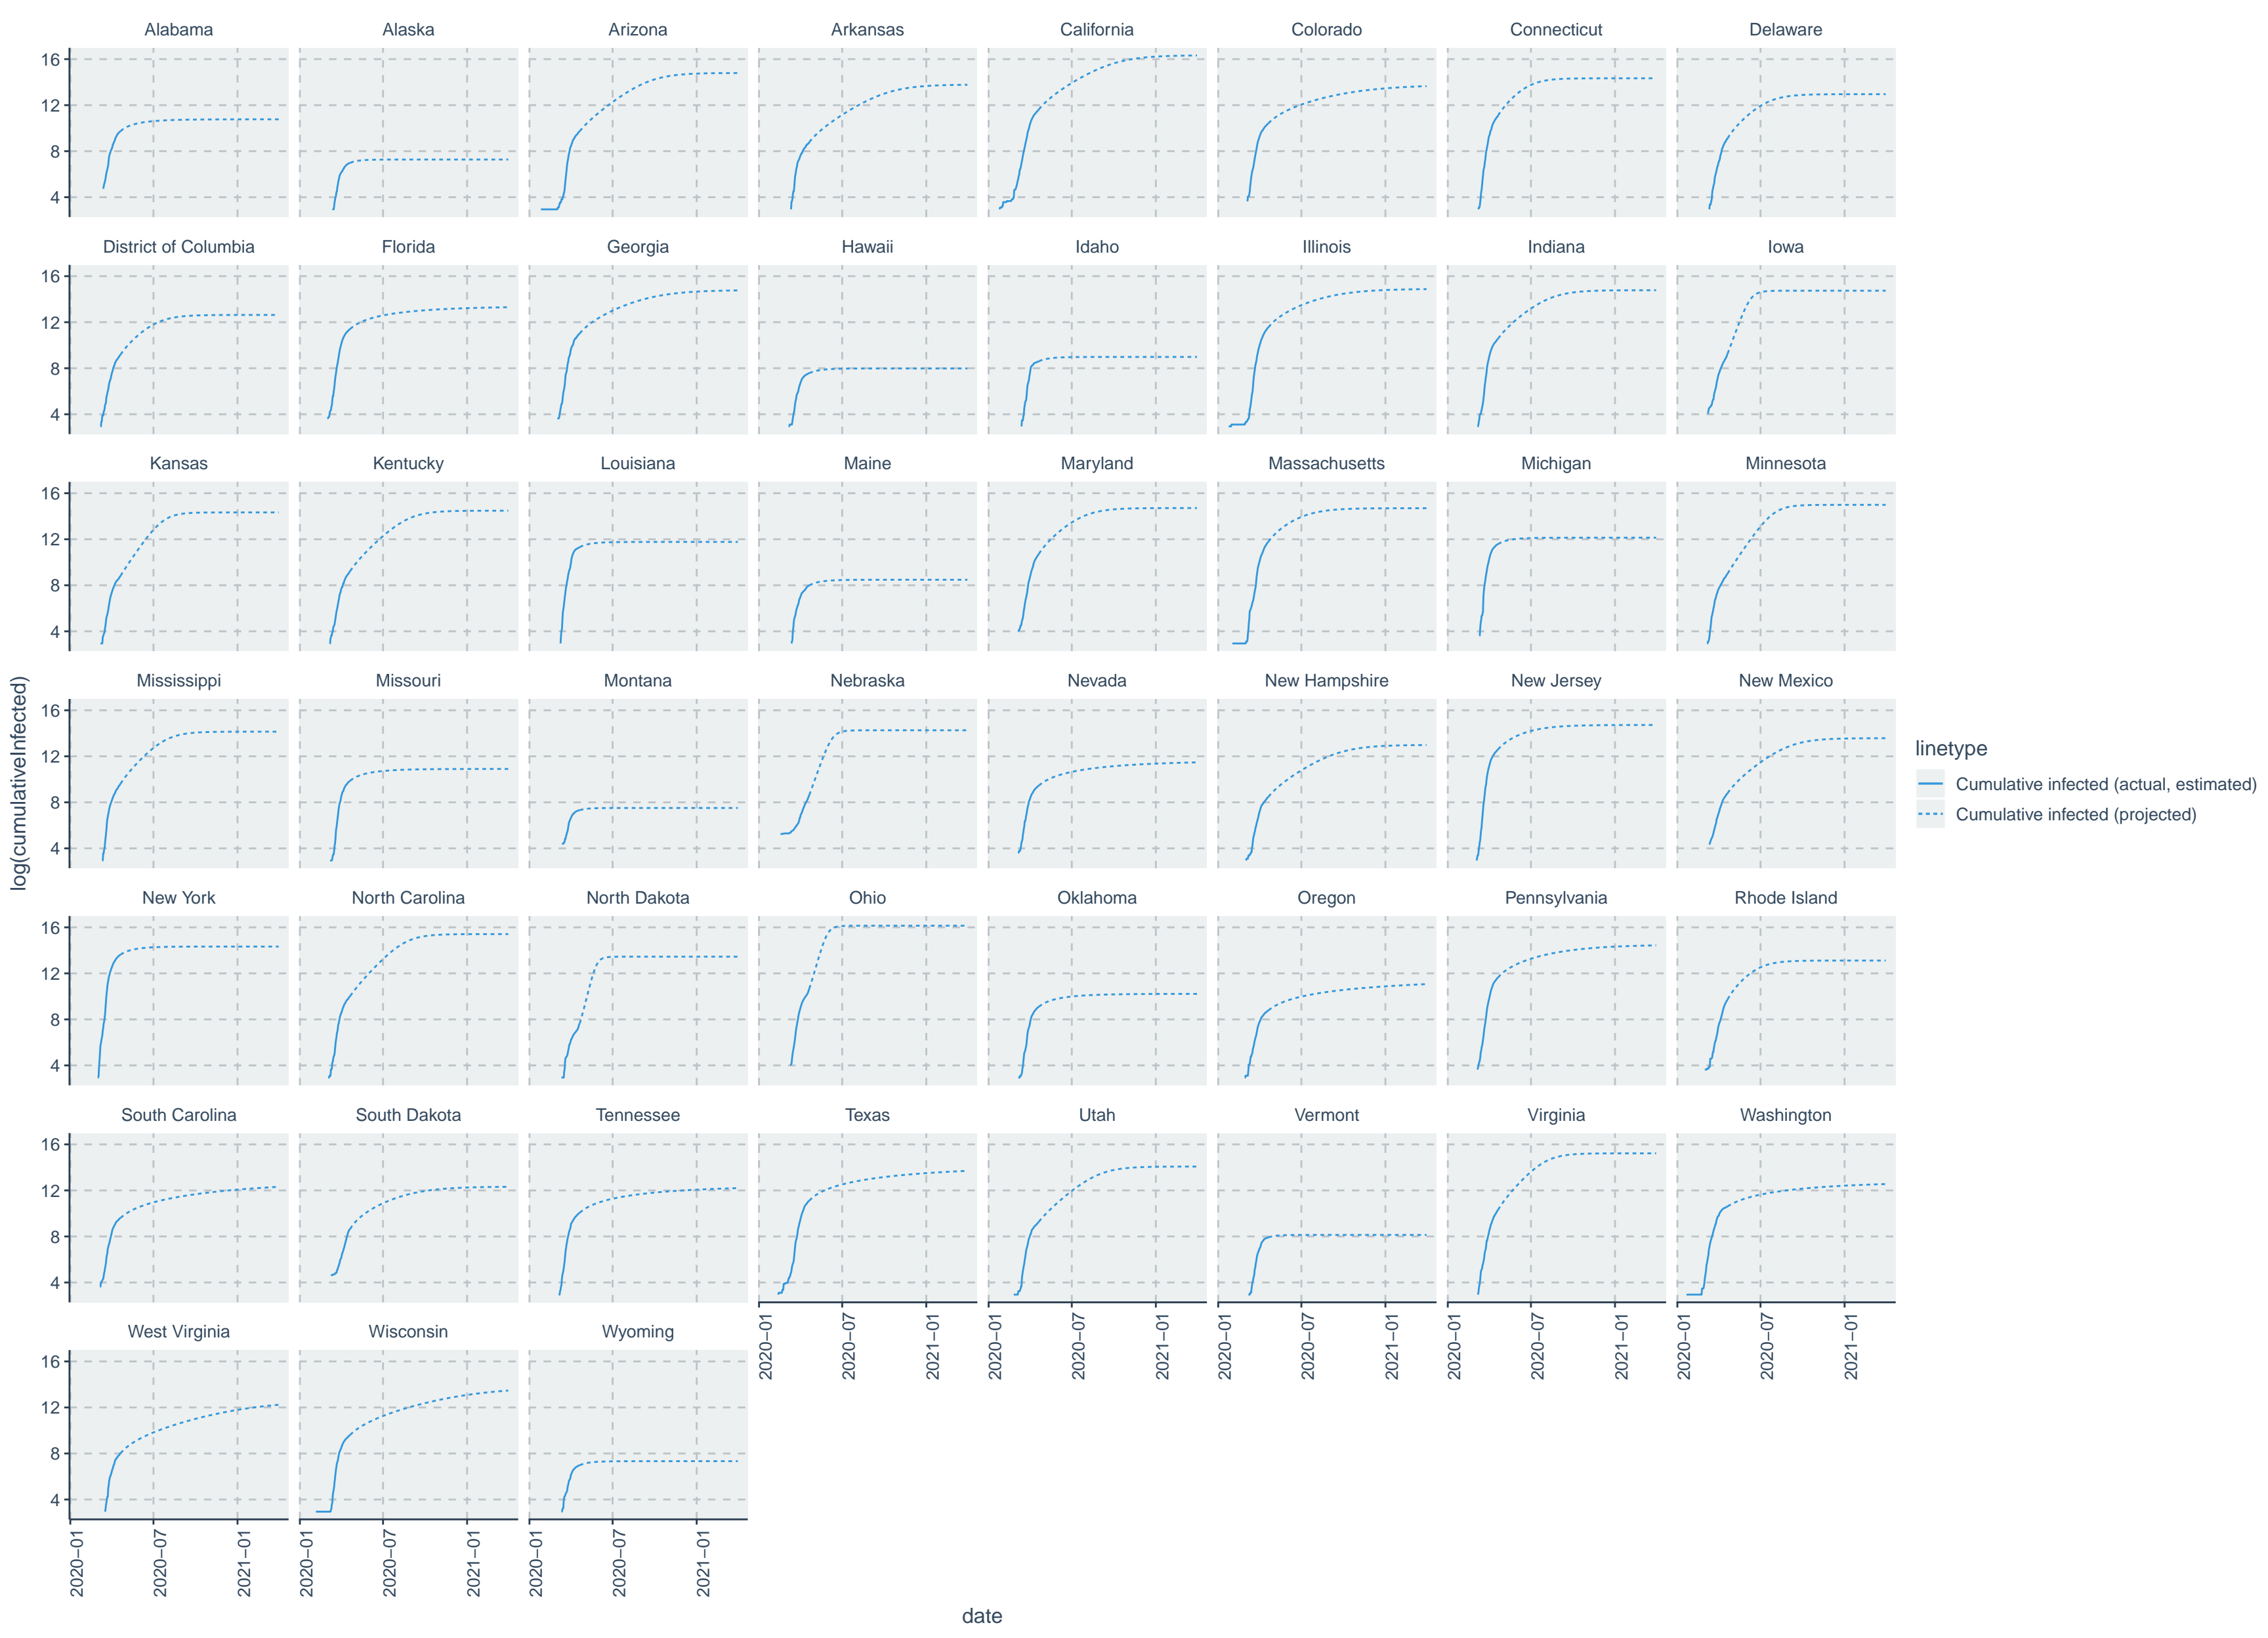 Alabama Alaska Arizona Arkansas California Colorado Connecticut Delaware
16
12
8
4
District of Columbia Florida Georgia Hawaii Idaho Illinois Indiana Iowa
16
12
8
4
Kansas Kentucky Louisiana Maine Maryland Massachusetts Michigan Minnesota
16
12
8
4
Mississippi Missouri Montana Nebraska Nevada New Hampshire New Jersey New Mexico
16
12
8
4
New York North Carolina North Dakota Ohio Oklahoma Oregon Pennsylvania Rhode Island
16
12
8
4
South Carolina South Dakota Tennessee Texas Utah Vermont Virginia Washington
16
12
8
4
2020−01 2020−07 2021−01 2020−01 2020−07 2021−01 2020−01 2020−07 2021−01 2020−01 2020−07 2021−01 2020−01 2020−07 2021−01
West Virginia Wisconsin Wyoming
16
12
8
4
2020−01 2020−07 2021−01 2020−01 2020−07 2021−01 2020−01 2020−07 2021−01
date
log(cumulativeInfected)
linetype
Cumulative infected (actual, estimated)
Cumulative infected (projected)